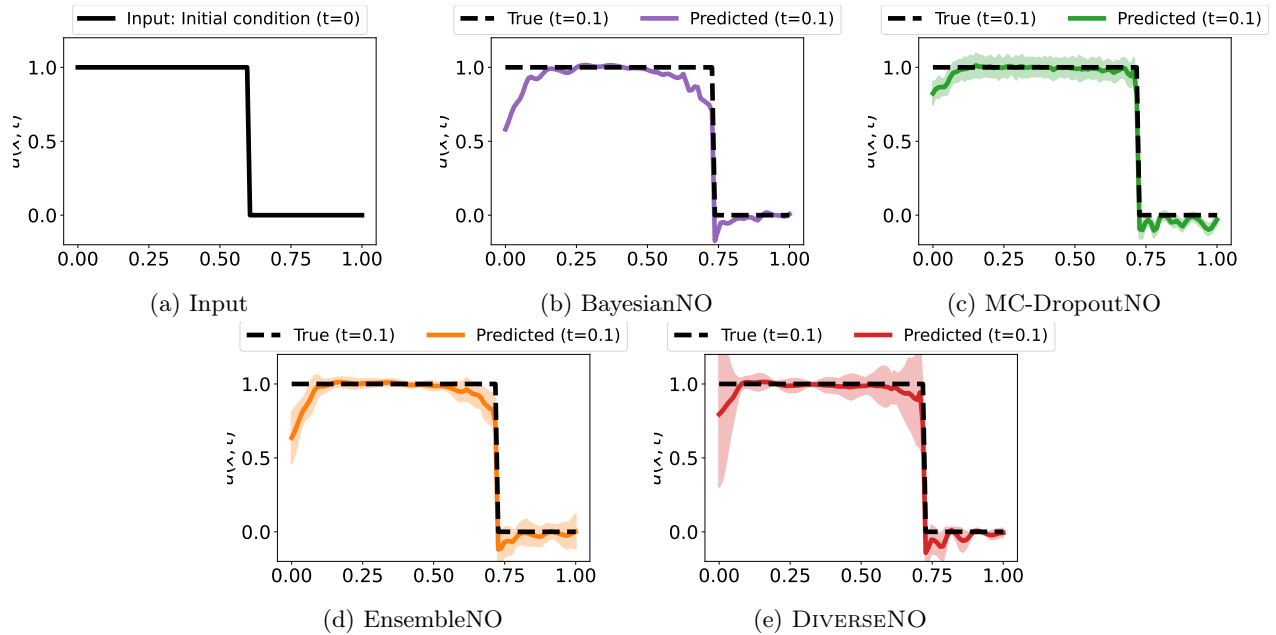 Input: Initial condition (t=0)
True (t=0.1) Predicted (t=0.1)
True (t=0.1) Predicted (t=0.1)
1.0
0.5
0.0
0.00 0.25 0.50 0.75 1.00
1.0
0.5
0.0
0.00 0.25 0.50 0.75 1.00
1.0
0.5
0.0
0.00 0.25 0.50 0.75 1.00
(a) Input
(b) BayesianNO
(c) MC-DropoutNO
True (t=0.1) Predicted (t=0.1)
True (t=0.1) Predicted (t=0.1)
1.0
0.5
0.0
0.00 0.25 0.50 0.75 1.00
1.0
0.5
0.0
0.00 0.25 0.50 0.75 1.00
(d) EnsembleNO
(e) DIVERSENO